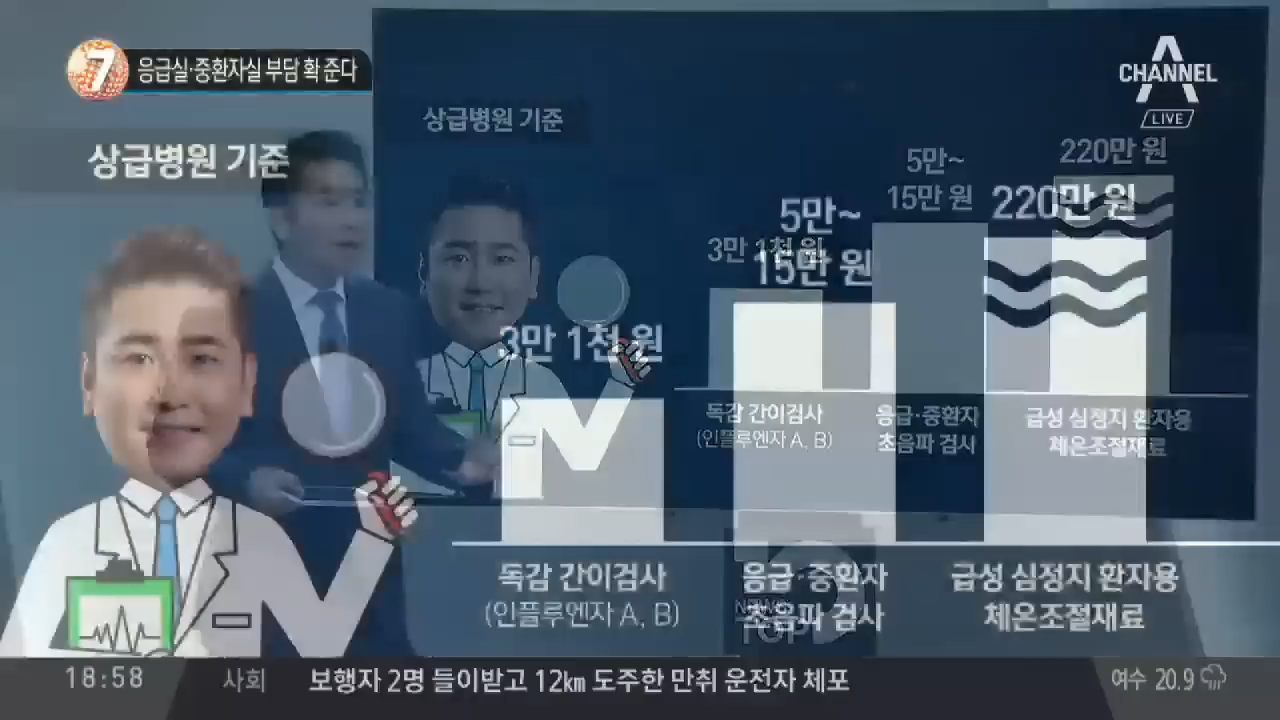 7 응급실·중환자실 부담 확 준다
CHANNEL A
LIVE
상급병원 기준
상급병원 기준
220만 원
5만~
15만 원
3만 1천 원
220만 원
5만~
15만 원
3만 1천 원
독감 간이검사
(인플루엔자 A, B)
응급·중환자
초음파 검사
급성 심정지 환자용
체온조절재료
독감 간이검사
(인플루엔자 A, B)
응급·중환자
초음파 검사
급성 심정지 환자용
체온조절재료
NEWS
TOP
18:58
사회
보행자 2명 들이받고 12㎞ 도주한 만취 운전자 체포
여수 20.9